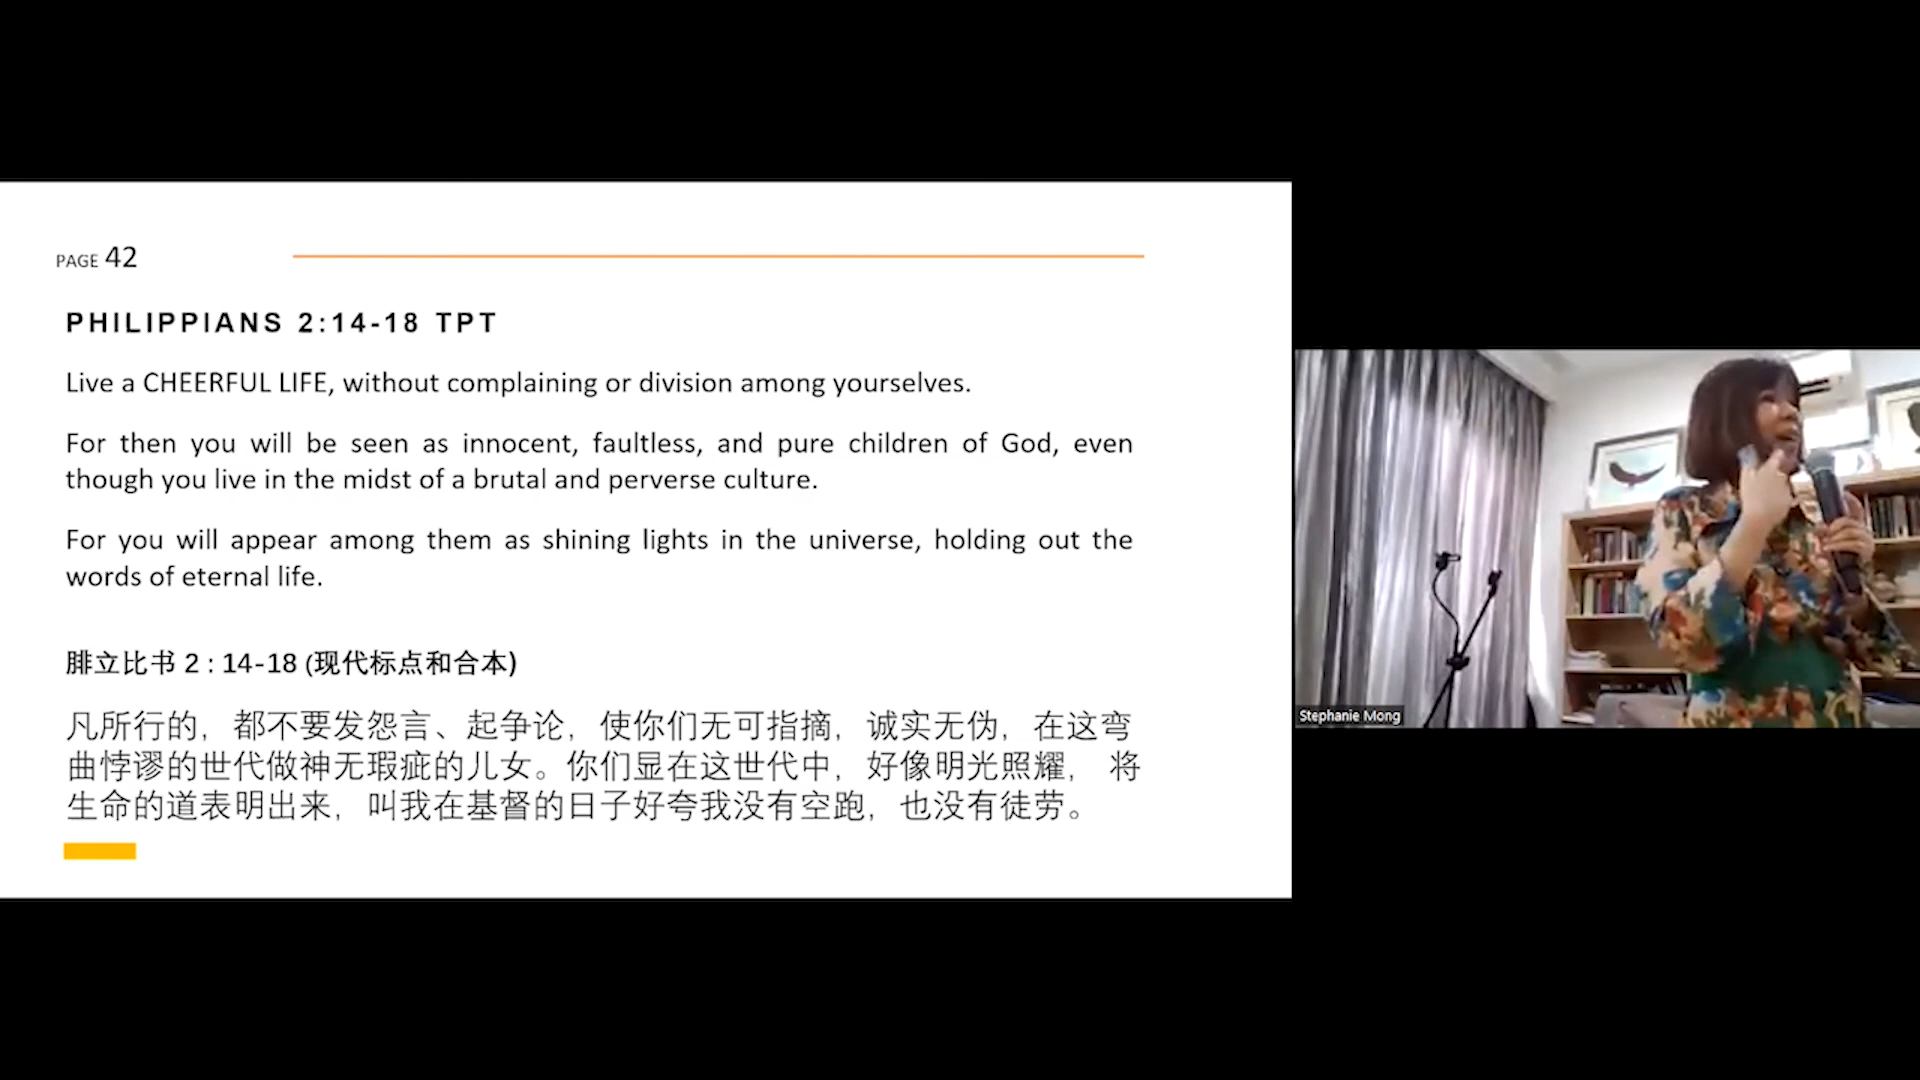 PAGE 42
PHILIPPIANS 2:14-18 TPT
Live a CHEERFUL LIFE, without complaining or division among yourselves.
For then you will be seen as innocent, faultless, and pure children of God, even
though you live in the midst of a brutal and perverse culture.
For you will appear among them as shining lights in the universe, holding out the
words of eternal life.
腓立比书 2 : 14-18 (现代标点和合本)
凡所行的，都不要发怨言、起争论，使你们无可指摘，诚实无伪，在这弯
曲悖谬的世代做神无瑕疵的儿女。你们显在这世代中，好像明光照耀， 将
生命的道表明出来，叫我在基督的日子好夸我没有空跑，也没有徒劳。
Stephanie Mong